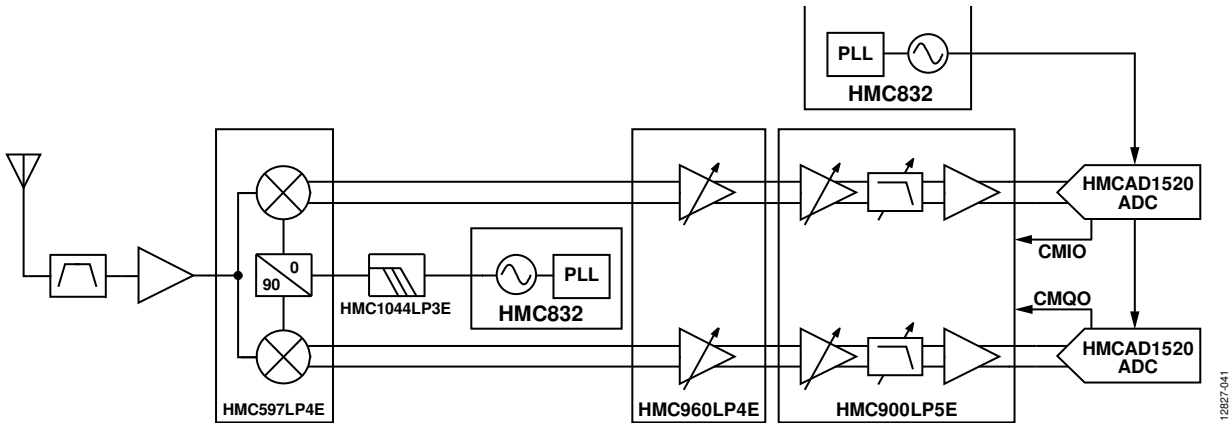 PLL
HMC832
HMCAD1520
ADC
CMIO
0
90
HMC1044LP3E
PLL
HMC832
CMQO
HMCAD1520
ADC
HMC597LP4E
HMC960LP4E
HMC900LP5E
12827-041